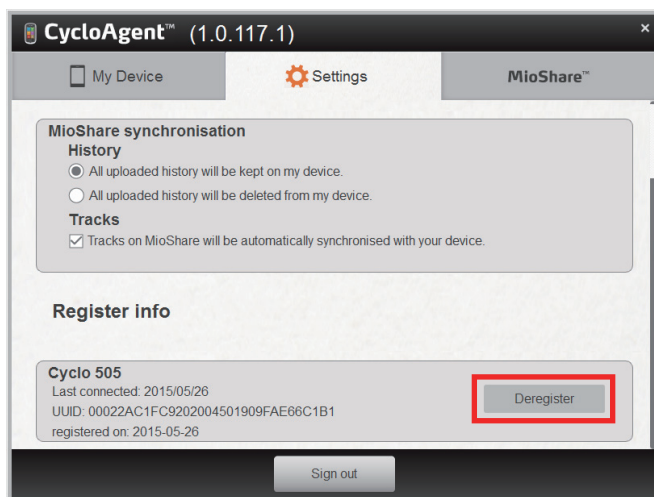 CycloAgent™ (1.0.117.1)
×
My Device
Settings
MioShare™
MioShare synchronisation
History
All uploaded history will be kept on my device.
All uploaded history will be deleted from my device.
Tracks
Tracks on MioShare will be automatically synchronised with your device.
Register info
Cyclo 505
Last connected: 2015/05/26
UUID: 00022AC1FC9202004501909FAE66C1B1
registered on: 2015-05-26
Deregister
Sign out